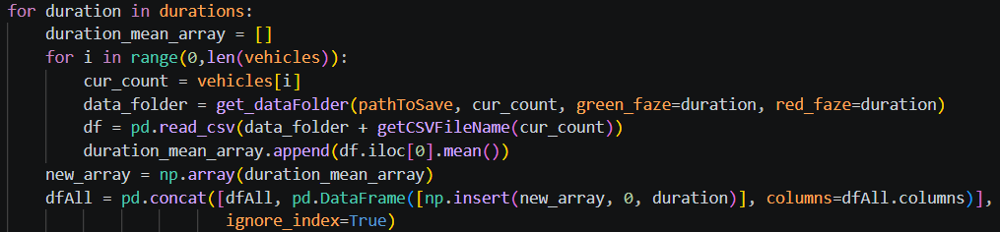 for duration in durations:
    duration_mean_array = []
    for i in range(0,len(vehicles)):
        cur_count = vehicles[i]
        data_folder = get_dataFolder(pathToSave, cur_count, green_faze=duration, red_faze=duration)
        df = pd.read_csv(data_folder + getCSVFileName(cur_count))
        duration_mean_array.append(df.iloc[0].mean())
    new_array = np.array(duration_mean_array)
    dfAll = pd.concat([dfAll, pd.DataFrame([np.insert(new_array, 0, duration)], columns=dfAll.columns)],
                      ignore_index=True)